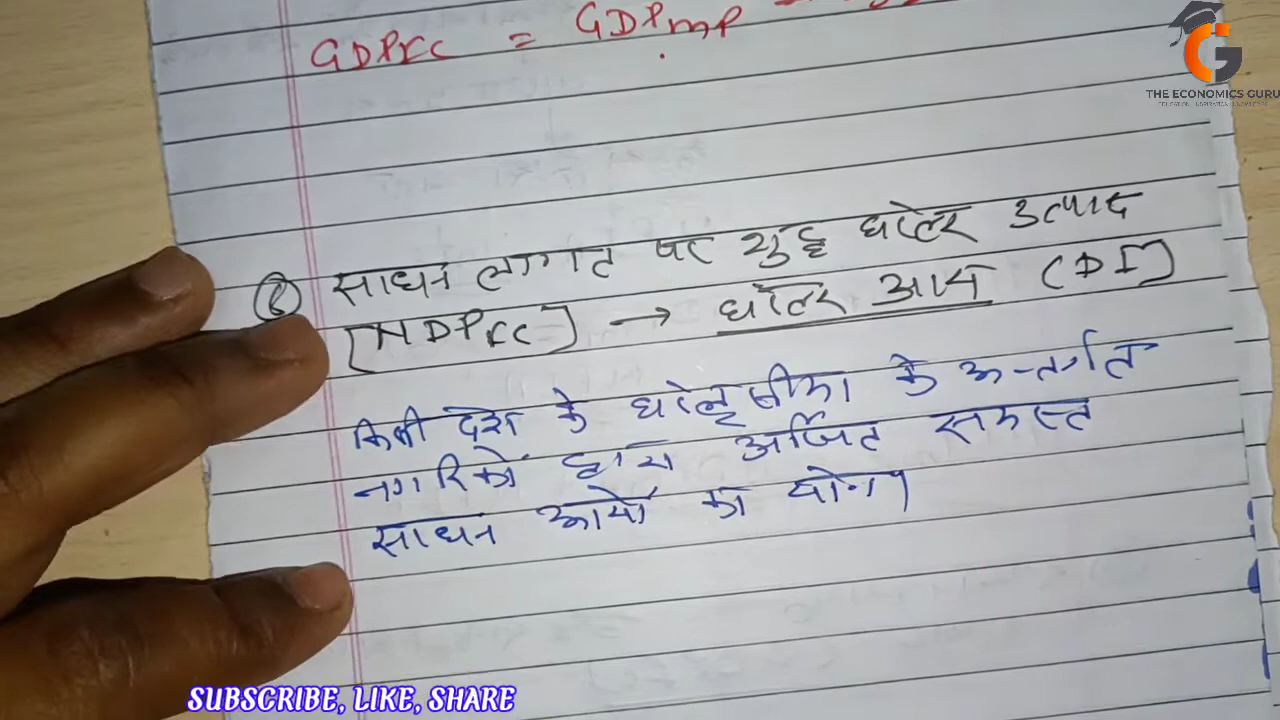 GDPFC = GDPmp -
THE ECONOMICS GURU
⑧ साधन लागत पर शुद्ध घरेलू उत्पाद
[NDPFC] → घरेलू आय (DI)
किसी देश के घरेलू सीमा के अन्तर्गत
नागरिकों द्वारा अर्जित समस्त
साधन आयों का योग।
SUBSCRIBE, LIKE, SHARE